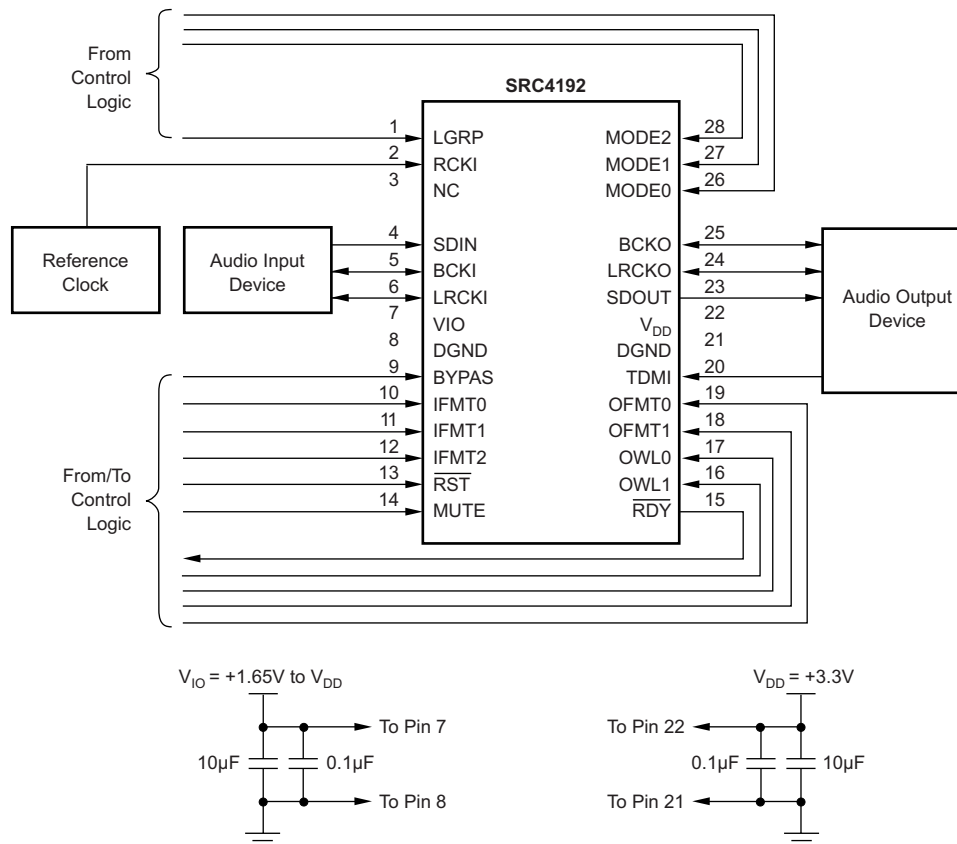 From
Control
Logic
SRC4192
1 LGRP MODE2 28
2 RCKI MODE1 27
3 NC MODE0 26
Reference
Clock
Audio Input
Device
4 SDIN BCKO 25
5 BCKI LRCKO 24
6 LRCKI SDOUT 23
7 VIO VDD 22
8 DGND DGND 21
9 BYPAS TDMI 20
10 IFMT0 OFMT0 19
11 IFMT1 OFMT1 18
12 IFMT2 OWL0 17
13 RST OWL1 16
14 MUTE RDY 15
Audio Output
Device
From/To
Control
Logic
VIO = +1.65V to VDD
To Pin 7
10µF 0.1µF
To Pin 8
VDD = +3.3V
To Pin 22
0.1µF 10µF
To Pin 21